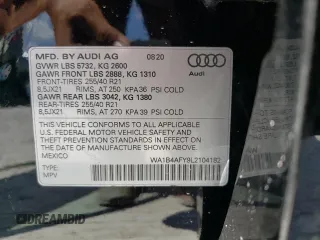 MFD. BY AUDI AG 08/20
GVWR LBS 5732, KG 2600
GAWR FRONT LBS 2888, KG 1310
FRONT-TIRES 255/40 R21
8,5JX21 RIMS, AT 250 KPA 36 PSI COLD
GAWR REAR LBS 3042, KG 1380
REAR-TIRES 255/40 R21
8,5JX21 RIMS, AT 270 KPA 39 PSI COLD
Audi
THIS VEHICLE CONFORMS TO ALL APPLICABLE
U.S. FEDERAL MOTOR VEHICLE SAFETY AND
THEFT PREVENTION STANDARDS IN EFFECT ON THE
DATE OF MANUFACTURE SHOWN ABOVE.
MEXICO WA1B4AFY9L2104182
TYPE:
MPV
DREAMBID